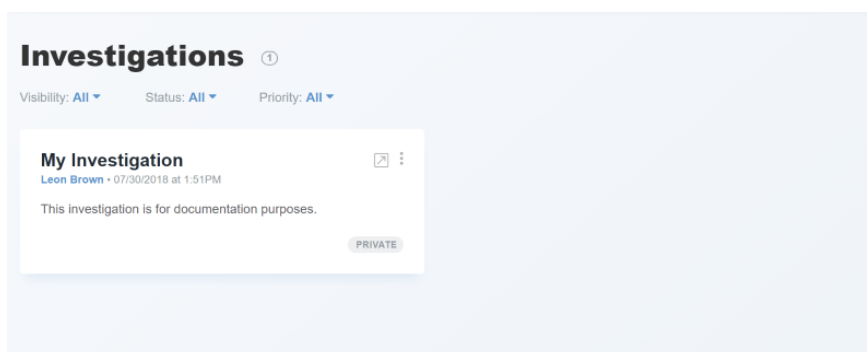 Investigations 1
Visibility: All Status: All Priority: All
My Investigation
Leon Brown • 07/30/2018 at 1:51PM
This investigation is for documentation purposes.
PRIVATE